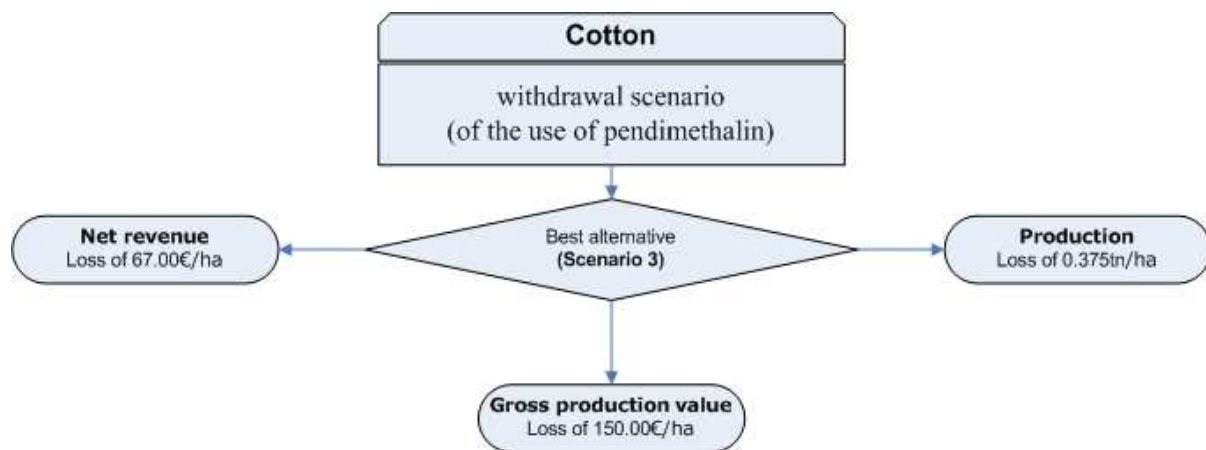 Cotton
withdrawal scenario
(of the use of pendimethalin)
Net revenue
Loss of 67.00€/ha
Best alternative
(Scenario 3)
Production
Loss of 0.375tn/ha
Gross production value
Loss of 150.00€/ha